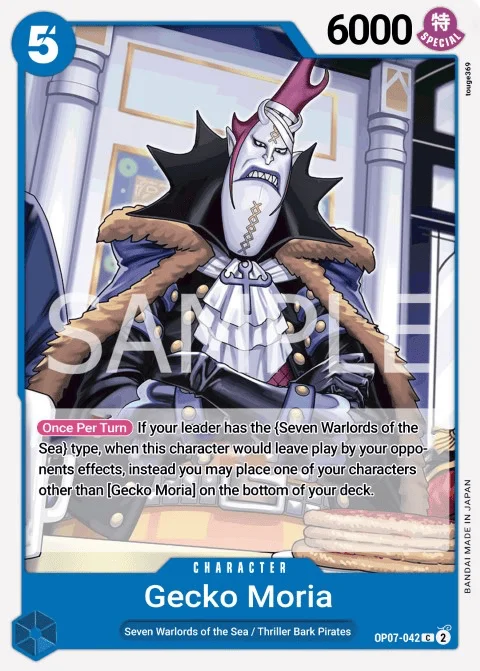 5
6000
特
SPECIAL
touge369
SAMPLE
Once Per Turn If your leader has the {Seven Warlords of the
Sea} type, when this character would leave play by your oppo-
nents effects, instead you may place one of your characters
other than [Gecko Moria] on the bottom of your deck.
BANDAI MADE IN JAPAN
CHARACTER
Gecko Moria
Seven Warlords of the Sea / Thriller Bark Pirates
OP07-042 C 2